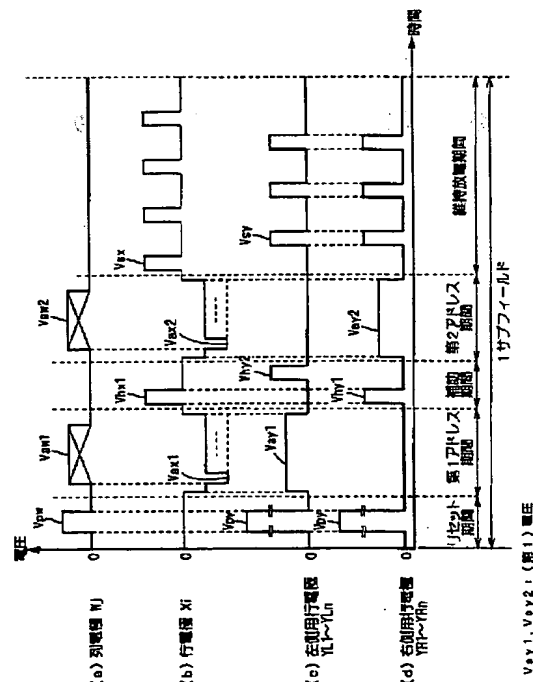 電圧
(a) 列電極 Wj
0
Vpw
Vaw1
Vaw2
(b) 行電極 Xi
0
Vax1
Vhx1
Vax2
Vsx
(c) 左側用行電極
YL1~YLn
0
Vpy
Vay1
Vhy2
Vsy
(d) 右側用行電極
YR1~YRn
0
Vpy
Vhy1
Vay2
時間
リセット
期間
第1アドレス
期間
補助
期間
第2アドレス
期間
維持放電期間
1サブフィールド
Vay1, Vay2 : (第1) 電圧